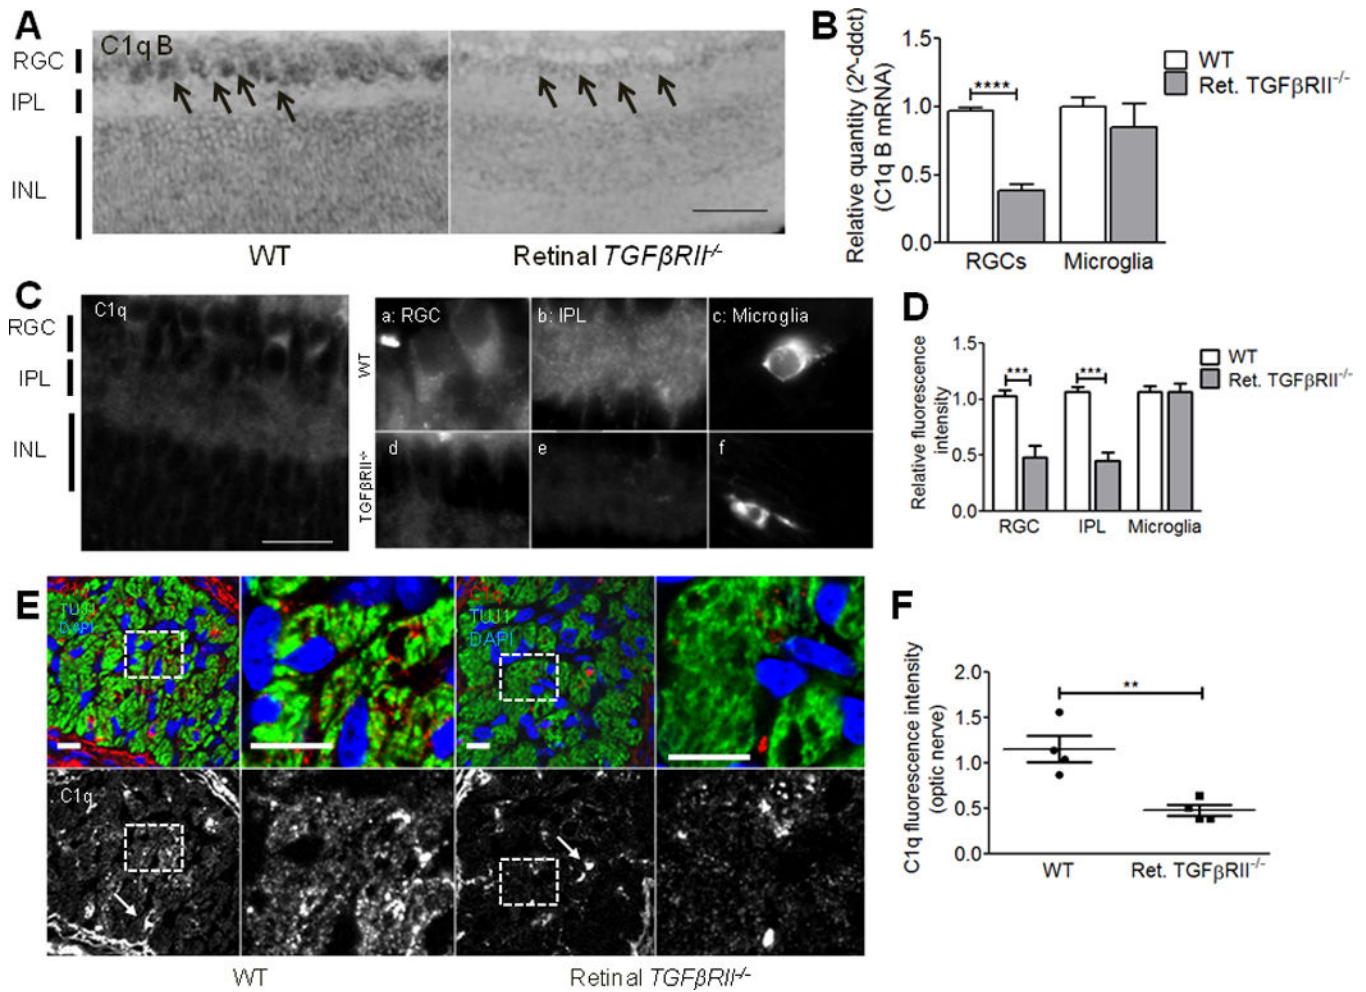 A
C1q B
RGC
IPL
INL
WT
Retinal TGFβRII-/-
B
Relative quantity (2^-ddct)
(C1q B mRNA)
1.5
1.0
0.5
0.0
****
RGCs
Microglia
WT
Ret. TGFβRII-/-
C
C1q
RGC
IPL
INL
WT
TGFβRII-/-
a: RGC
b: IPL
c: Microglia
d
e
f
D
Relative fluorescence
intensity
1.5
1.0
0.5
0.0
***
***
RGC
IPL
Microglia
WT
Ret. TGFβRII-/-
E
C1q
TUJ1
DAPI
C1q
TUJ1
DAPI
C1q
WT
Retinal TGFβRII-/-
F
C1q fluorescence intensity
(optic nerve)
2.0
1.5
1.0
0.5
0.0
**
WT
Ret. TGFβRII-/-